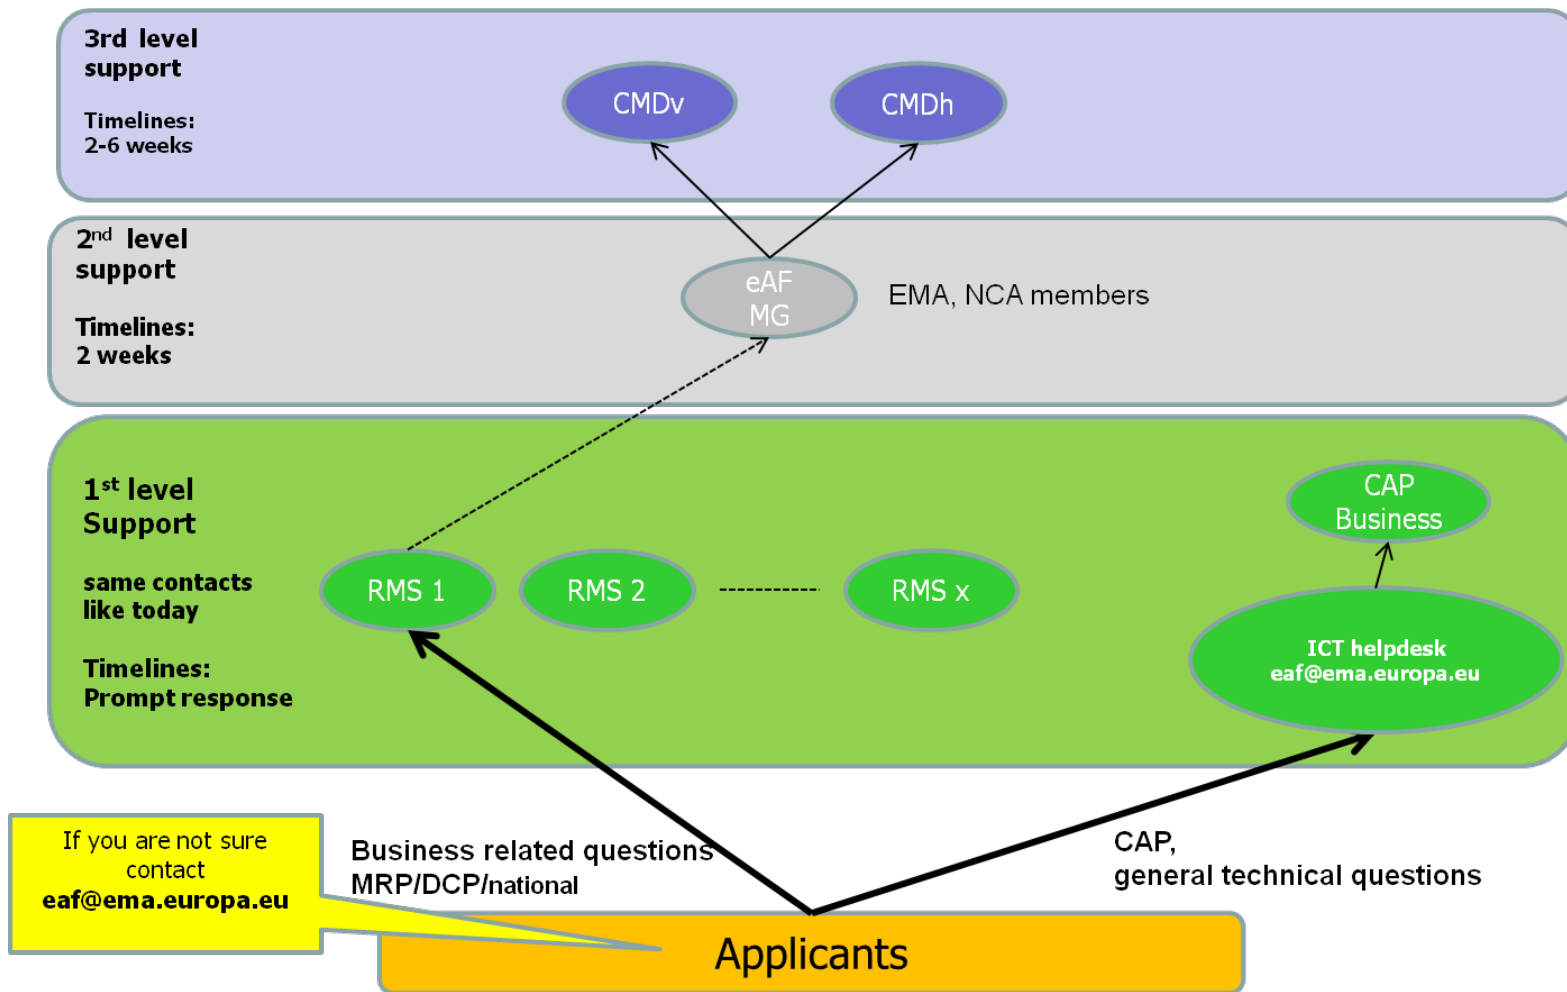 3rd level
support
Timelines:
2-6 weeks
CMDv
CMDh
2nd level
support
Timelines:
2 weeks
eAF
MG
EMA, NCA members
1st level
Support
same contacts
like today
Timelines:
Prompt response
RMS 1
RMS 2
RMS x
CAP
Business
ICT helpdesk
eaf@ema.europa.eu
If you are not sure
contact
eaf@ema.europa.eu
Business related questions
MRP/DCP/national
CAP,
general technical questions
Applicants